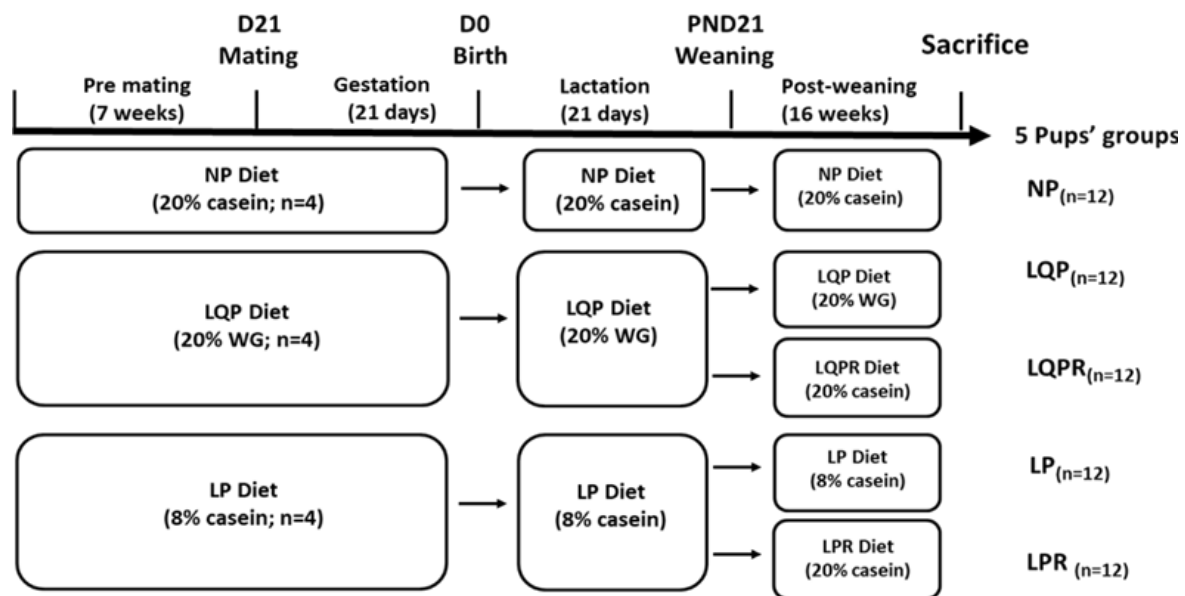 D21
Mating
D0
Birth
PND21
Weaning
Sacrifice
Pre mating
(7 weeks)
Gestation
(21 days)
Lactation
(21 days)
Post-weaning
(16 weeks)
5 Pups' groups
NP Diet
(20% casein; n=4)
NP Diet
(20% casein)
NP Diet
(20% casein)
NP(n=12)
LQP Diet
(20% WG; n=4)
LQP Diet
(20% WG)
LQP Diet
(20% WG)
LQP(n=12)
LQPR Diet
(20% casein)
LQPR(n=12)
LP Diet
(8% casein; n=4)
LP Diet
(8% casein)
LP Diet
(8% casein)
LP(n=12)
LPR Diet
(20% casein)
LPR (n=12)